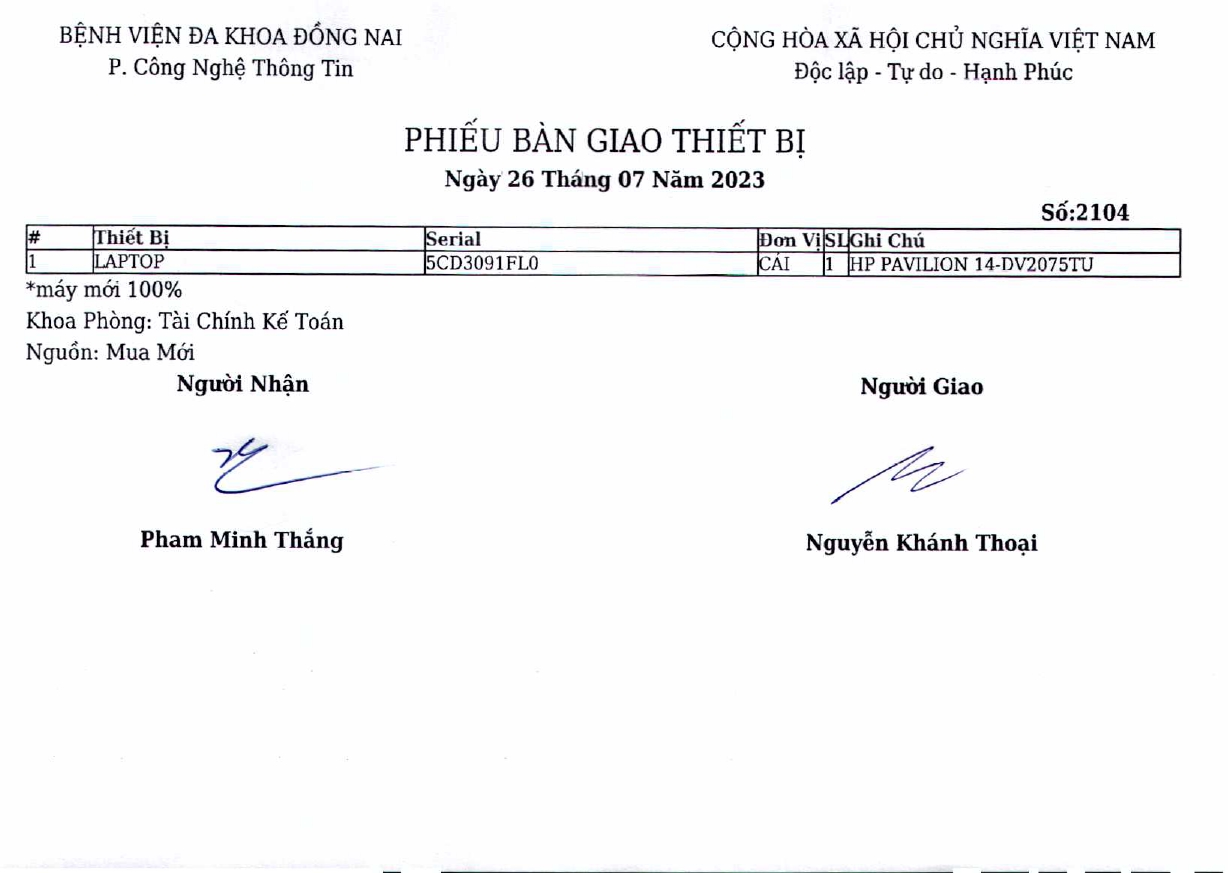 BỆNH VIỆN ĐA KHOA ĐỒNG NAI
P. Công Nghệ Thông Tin
CỘNG HÒA XÃ HỘI CHỦ NGHĨA VIỆT NAM
Độc lập - Tự do - Hạnh Phúc
PHIẾU BÀN GIAO THIẾT BỊ
Ngày 26 Tháng 07 Năm 2023
Số:2104
# Thiết Bị Serial Đơn Vị SL Ghi Chú
1 LAPTOP 5CD3091FL0 CÁI 1 HP PAVILION 14-DV2075TU
*máy mới 100%
Khoa Phòng: Tài Chính Kế Toán
Nguồn: Mua Mới
Người Nhận Người Giao
Pham Minh Thắng Nguyễn Khánh Thoại